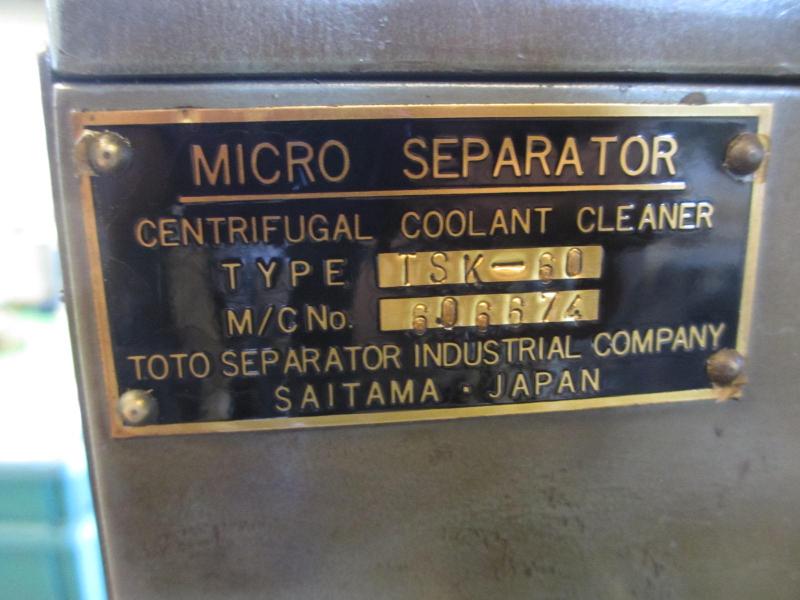 MICRO SEPARATOR
CENTRIFUGAL COOLANT CLEANER
TYPE TSK-60
M/C No. 606674
TOTO SEPARATOR INDUSTRIAL COMPANY
SAITAMA · JAPAN